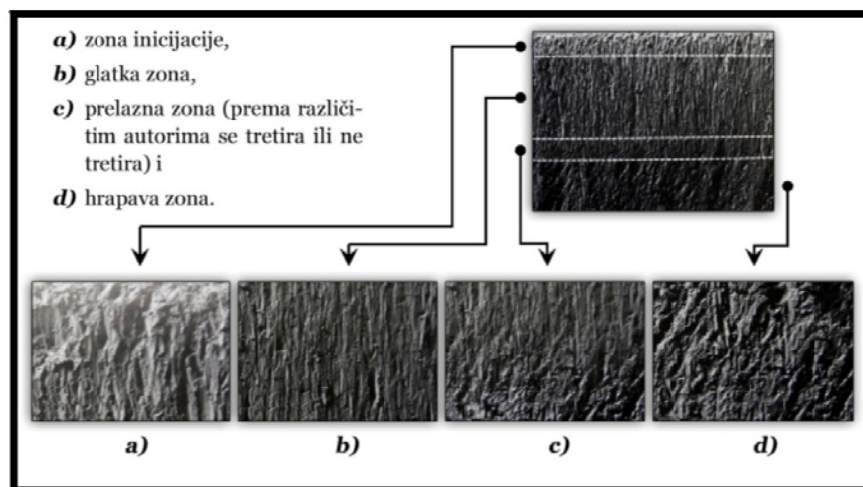 a) zona inicijacije,
b) glatka zona,
c) prelazna zona (prema različi-
tim autorima se tretira ili ne
tretira) i
d) hrapava zona.
a)
b)
c)
d)